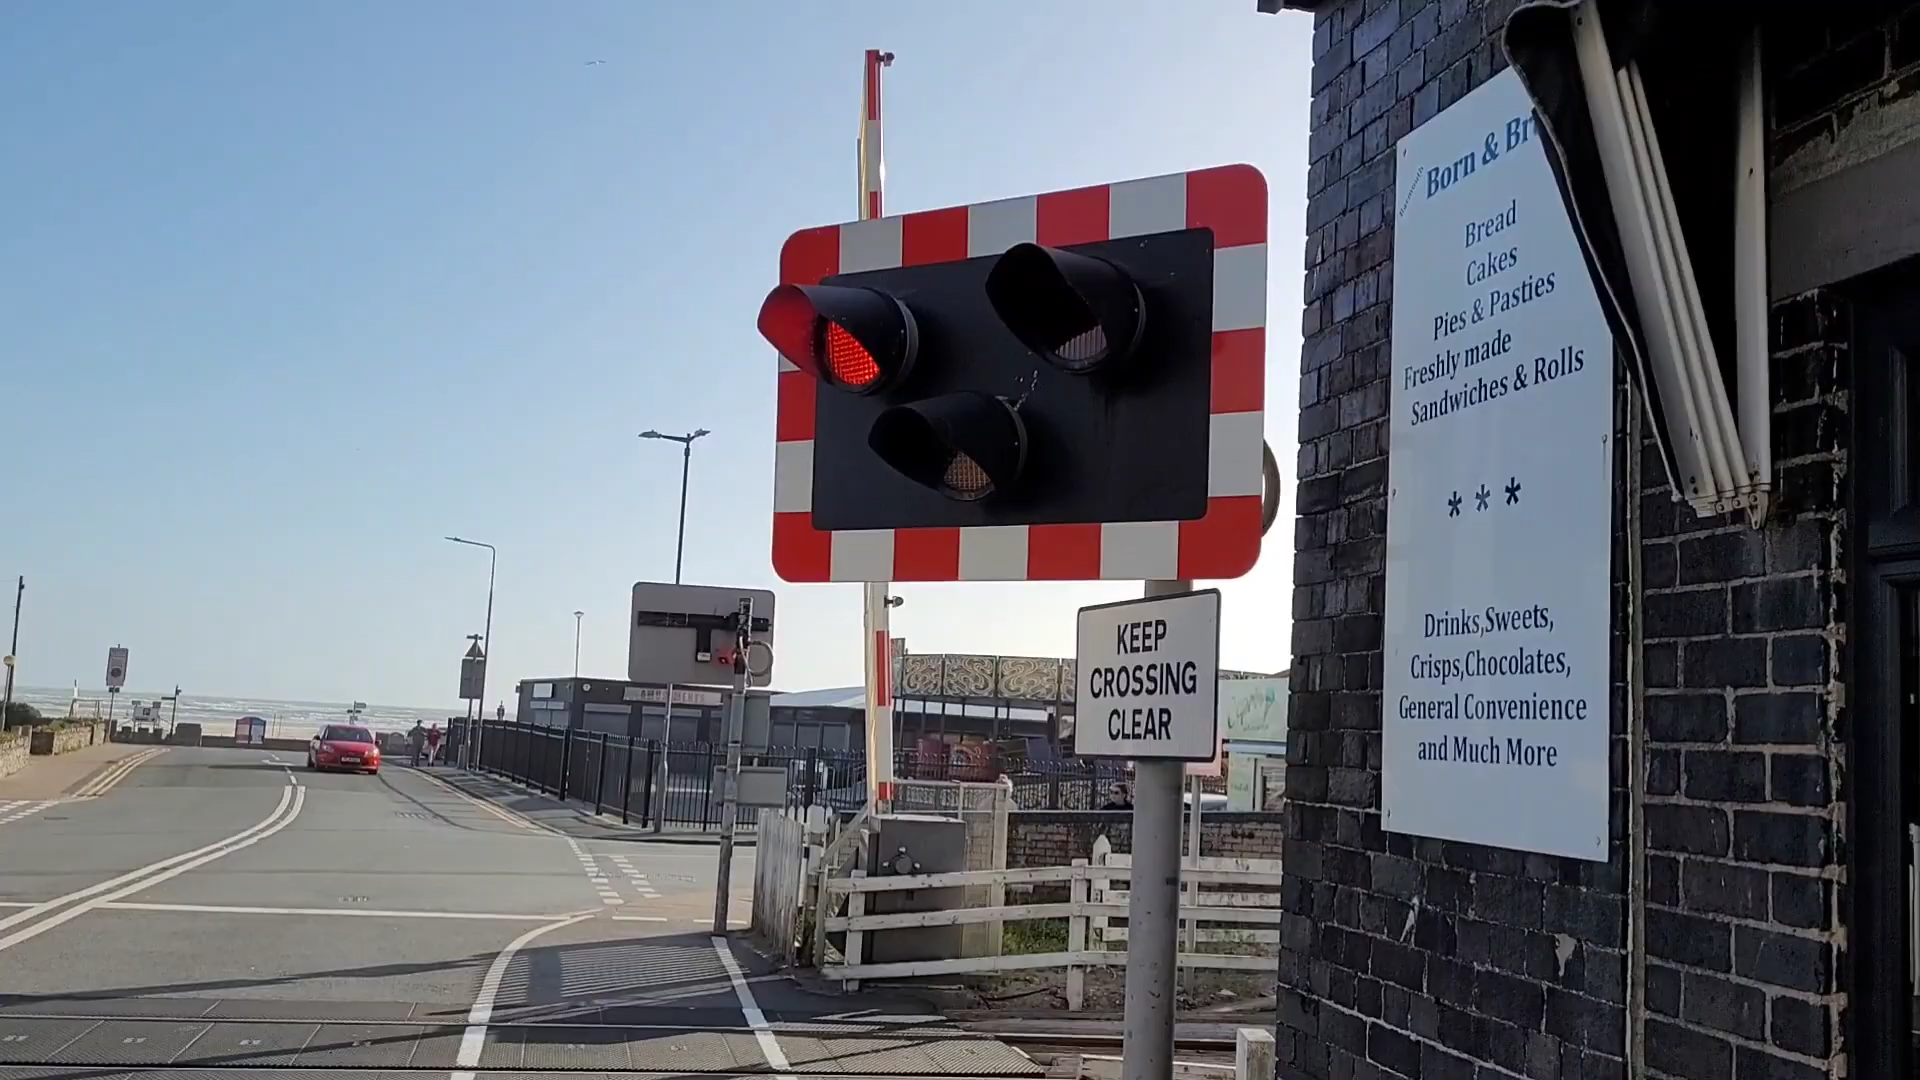 Barmouth
Born & Br
Bread
Cakes
Pies & Pasties
Freshly made
Sandwiches & Rolls
* * *
Drinks,Sweets,
Crisps,Chocolates,
General Convenience
and Much More
KEEP
CROSSING
CLEAR